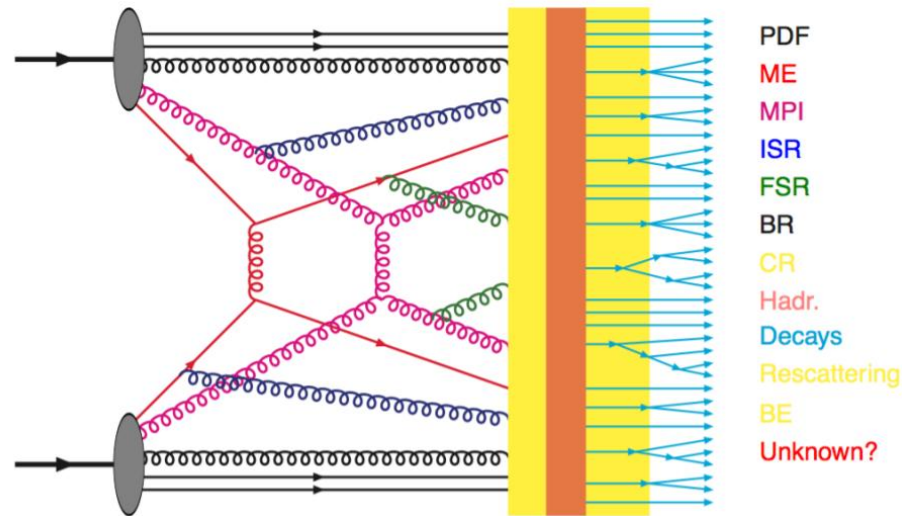 PDF
ME
MPI
ISR
FSR
BR
CR
Hadr.
Decays
Rescattering
BE
Unknown?